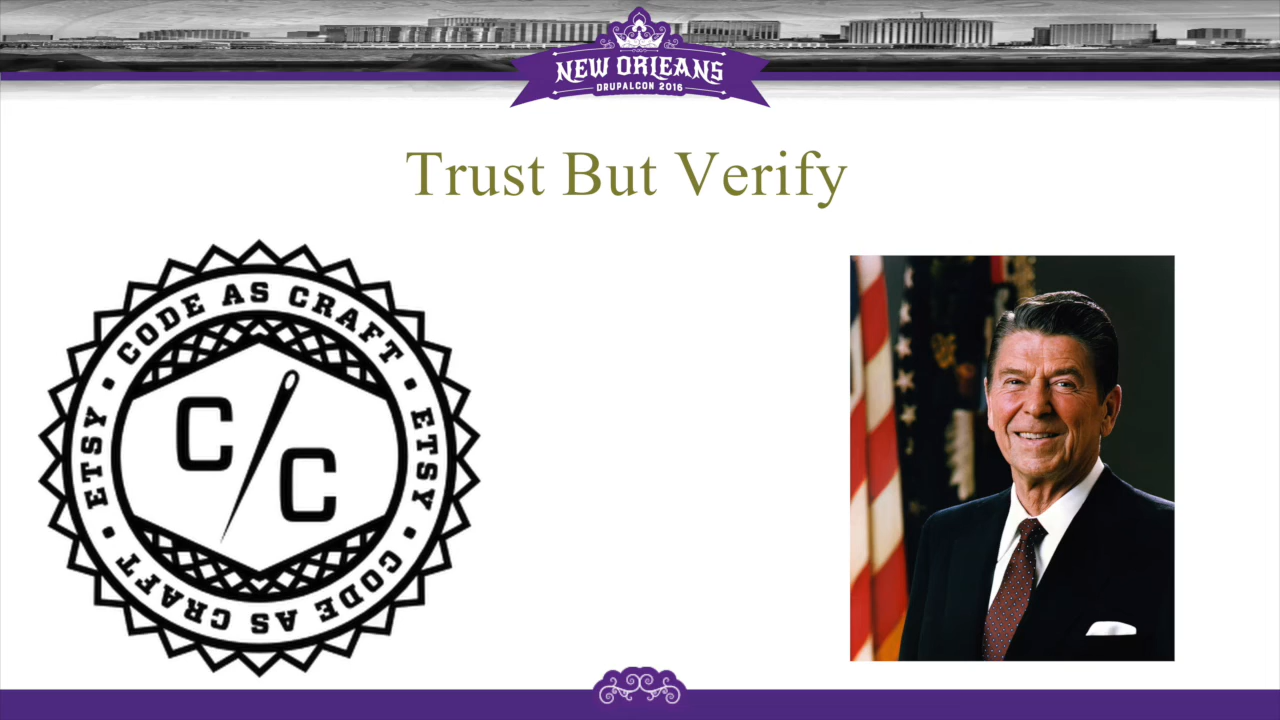 NEW ORLEANS
DRUPALCON 2016
Trust But Verify
CODE AS CRAFT • ETSY • CODE AS CRAFT • ETSY •
C/C